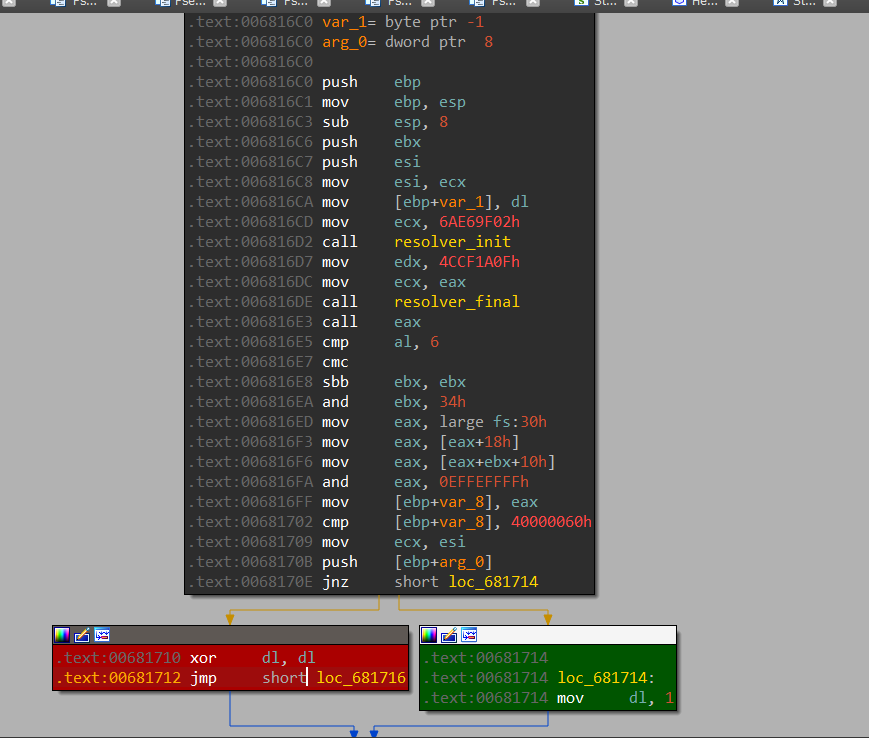 Ps... Pse... Ps... Ps... Ps... St... He... St...
.text:006816C0 var_1= byte ptr -1
.text:006816C0 arg_0= dword ptr  8
.text:006816C0
.text:006816C0 push    ebp
.text:006816C1 mov     ebp, esp
.text:006816C3 sub     esp, 8
.text:006816C6 push    ebx
.text:006816C7 push    esi
.text:006816C8 mov     esi, ecx
.text:006816CA mov     [ebp+var_1], dl
.text:006816CD mov     ecx, 6AE69F02h
.text:006816D2 call    resolver_init
.text:006816D7 mov     edx, 4CCF1A0Fh
.text:006816DC mov     ecx, eax
.text:006816DE call    resolver_final
.text:006816E3 call    eax
.text:006816E5 cmp     al, 6
.text:006816E7 cmc
.text:006816E8 sbb     ebx, ebx
.text:006816EA and     ebx, 34h
.text:006816ED mov     eax, large fs:30h
.text:006816F3 mov     eax, [eax+18h]
.text:006816F6 mov     eax, [eax+ebx+10h]
.text:006816FA and     eax, 0EFFEFFFFh
.text:006816FF mov     [ebp+var_8], eax
.text:00681702 cmp     [ebp+var_8], 40000060h
.text:00681709 mov     ecx, esi
.text:0068170B push    [ebp+arg_0]
.text:0068170E jnz     short loc_681714
.text:00681710 xor     dl, dl
.text:00681712 jmp     short loc_681716
.text:00681714
.text:00681714 loc_681714:
.text:00681714 mov     dl, 1